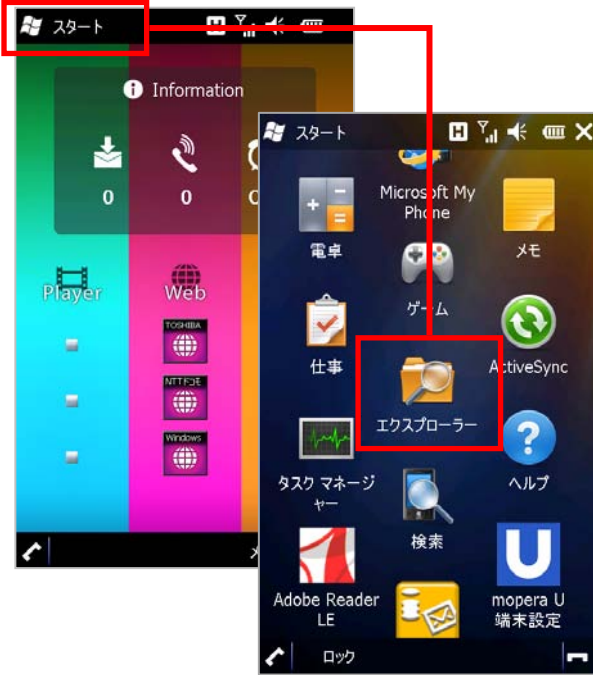 スタート
Information
0
0
Player
Web
TOSHIBA
NTTドコモ
Windows
スタート
Microsoft My
Phone
電卓
メモ
ゲーム
仕事
ActiveSync
エクスプローラー
タスク マネージ
ャー
ヘルプ
検索
Adobe Reader
LE
mopera U
端末設定
ロック